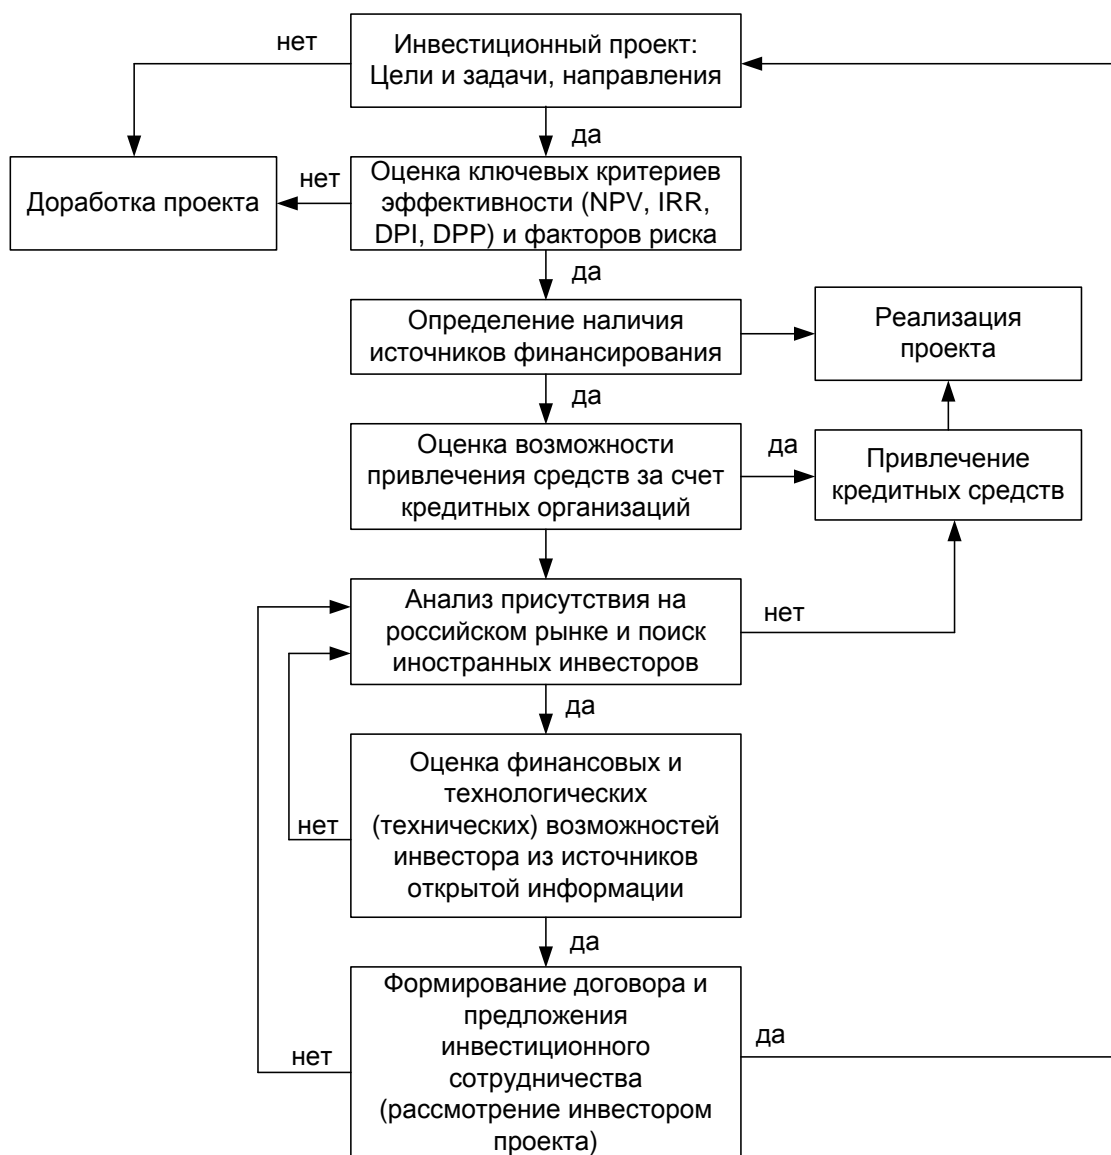 нет
Инвестиционный проект:
Цели и задачи, направления
да
Доработка проекта
нет
Оценка ключевых критериев
эффективности (NPV, IRR,
DPI, DPP) и факторов риска
да
Определение наличия
источников финансирования
Реализация
проекта
да
Оценка возможности
привлечения средств за счет
кредитных организаций
да
Привлечение
кредитных средств
Анализ присутствия на
российском рынке и поиск
иностранных инвесторов
нет
да
Оценка финансовых и
технологических
(технических) возможностей
инвестора из источников
открытой информации
нет
да
Формирование договора и
предложения
инвестиционного
сотрудничества
(рассмотрение инвестором
проекта)
нет
да